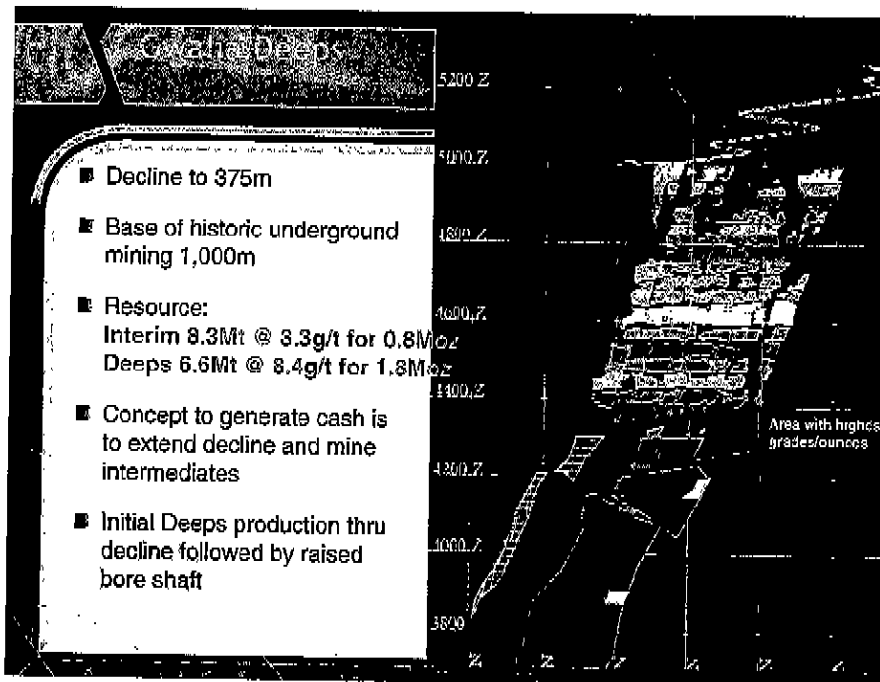 Gwalia Deeps
Decline to 375m
Base of historic underground
mining 1,000m
Resource:
Interim 8.3Mt @ 3.3g/t for 0.8Moz
Deeps 6.6Mt @ 8.4g/t for 1.8Moz
Concept to generate cash is
to extend decline and mine
intermediates
Initial Deeps production thru
decline followed by raised
bore shaft
5200 Z
5000 Z
4800 Z
4600 Z
4400 Z
4200 Z
4000 Z
3800
Area with highes
grades/ounces